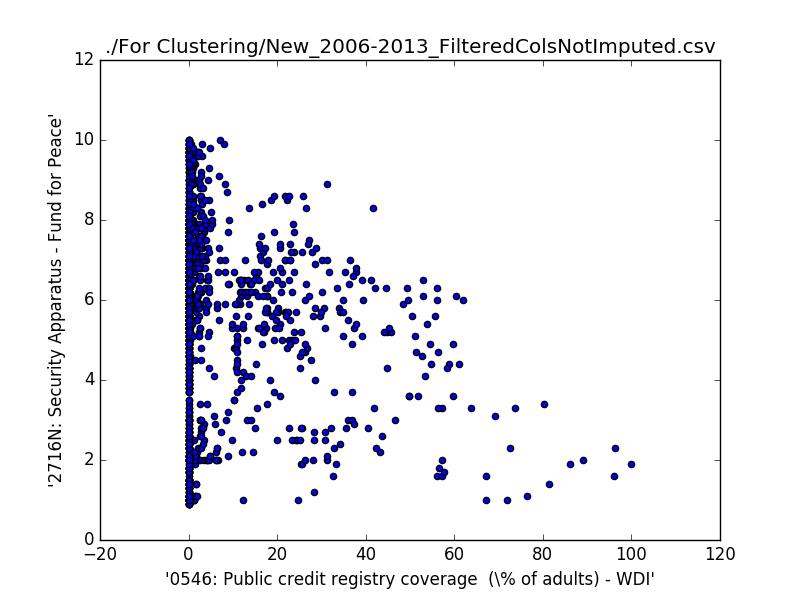 ./For Clustering/New_2006-2013_FilteredColsNotImputed.csv
12
10
8
6
4
2
0
'2716N: Security Apparatus - Fund for Peace'
−20 0 20 40 60 80 100 120
'0546: Public credit registry coverage  (\% of adults) - WDI'